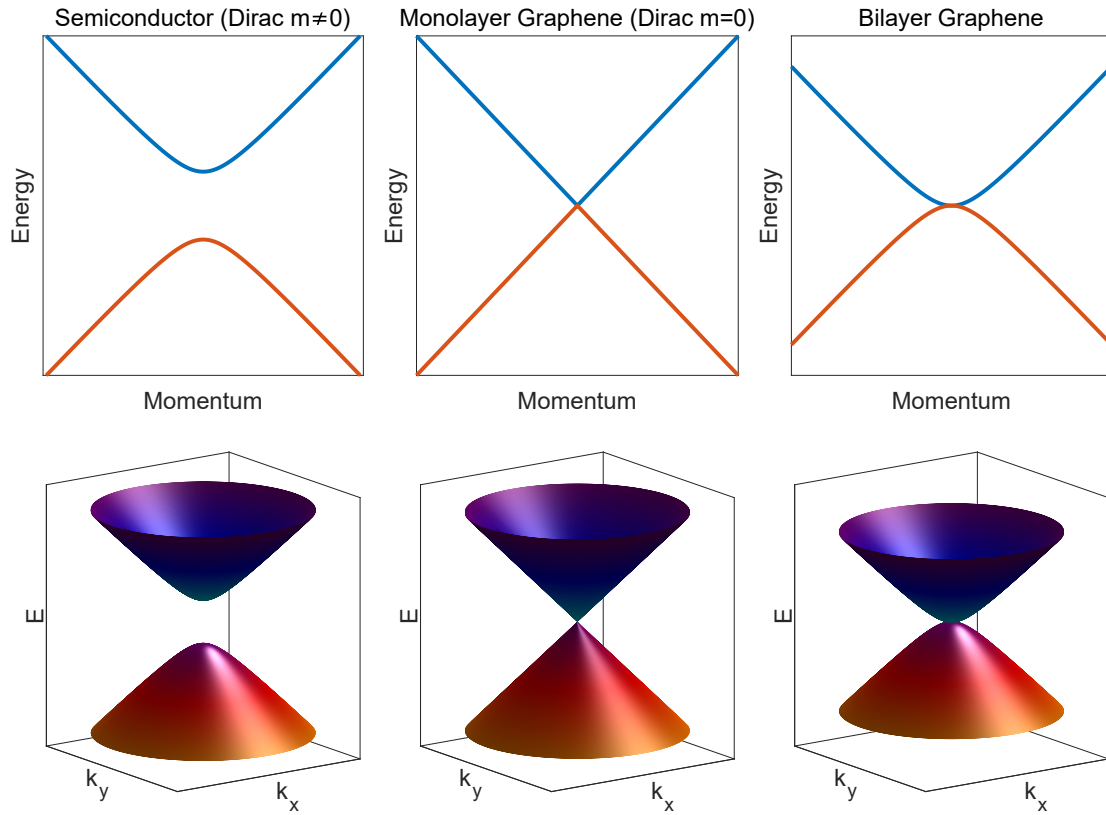 Semiconductor (Dirac m≠0)
Monolayer Graphene (Dirac m=0)
Bilayer Graphene
Energy
Energy
Energy
Momentum
Momentum
Momentum
E
E
E
k_y
k_x
k_y
k_x
k_y
k_x